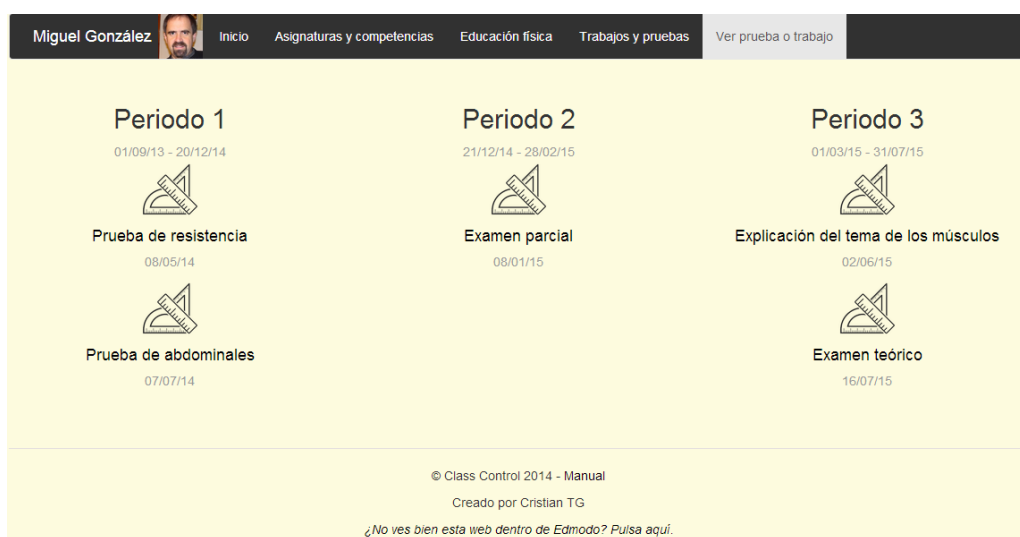 Miguel González Inicio Asignaturas y competencias Educación física Trabajos y pruebas Ver prueba o trabajo
Periodo 1
01/09/13 - 20/12/14
Prueba de resistencia
08/05/14
Prueba de abdominales
07/07/14
Periodo 2
21/12/14 - 28/02/15
Examen parcial
08/01/15
Periodo 3
01/03/15 - 31/07/15
Explicación del tema de los músculos
02/06/15
Examen teórico
16/07/15
© Class Control 2014 - Manual
Creado por Cristian TG
¿No ves bien esta web dentro de Edmodo? Pulsa aquí.